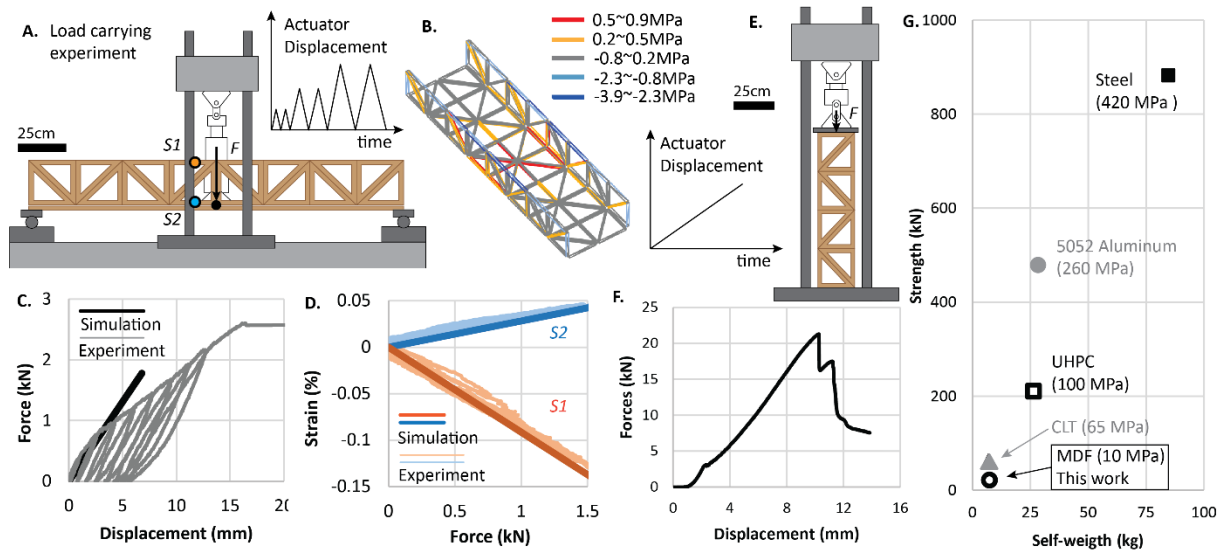 A.
Load carrying
experiment
Actuator
Displacement
time
25cm
S1
F
S2
B.
0.5~0.9MPa
0.2~0.5MPa
-0.8~0.2MPa
-2.3~-0.8MPa
-3.9~-2.3MPa
E.
25cm
F
Actuator
Displacement
time
C.
3
2
1
0
0
5
10
15
20
Simulation
Experiment
Force (kN)
Displacement (mm)
D.
0.05
0
-0.05
-0.1
-0.15
0
0.5
1
1.5
S2
S1
Simulation
Experiment
Strain (%)
Force (kN)
F.
25
20
15
10
5
0
0
4
8
12
16
Forces (kN)
Displacement (mm)
G.
1000
800
600
400
200
0
0
25
50
75
100
Steel
(420 MPa )
5052 Aluminum
(260 MPa)
UHPC
(100 MPa)
CLT (65 MPa)
MDF (10 MPa)
This work
Strength (kN)
Self-weigth (kg)